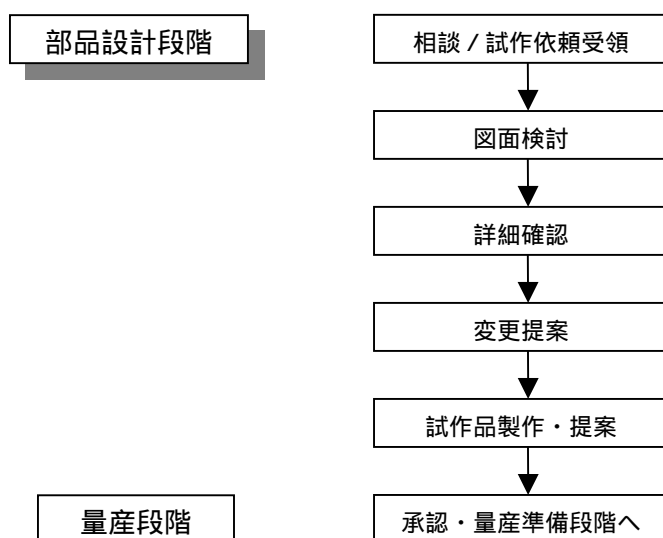 部品設計段階
相談 / 試作依頼受領
図面検討
詳細確認
変更提案
試作品製作・提案
量産段階
承認・量産準備段階へ